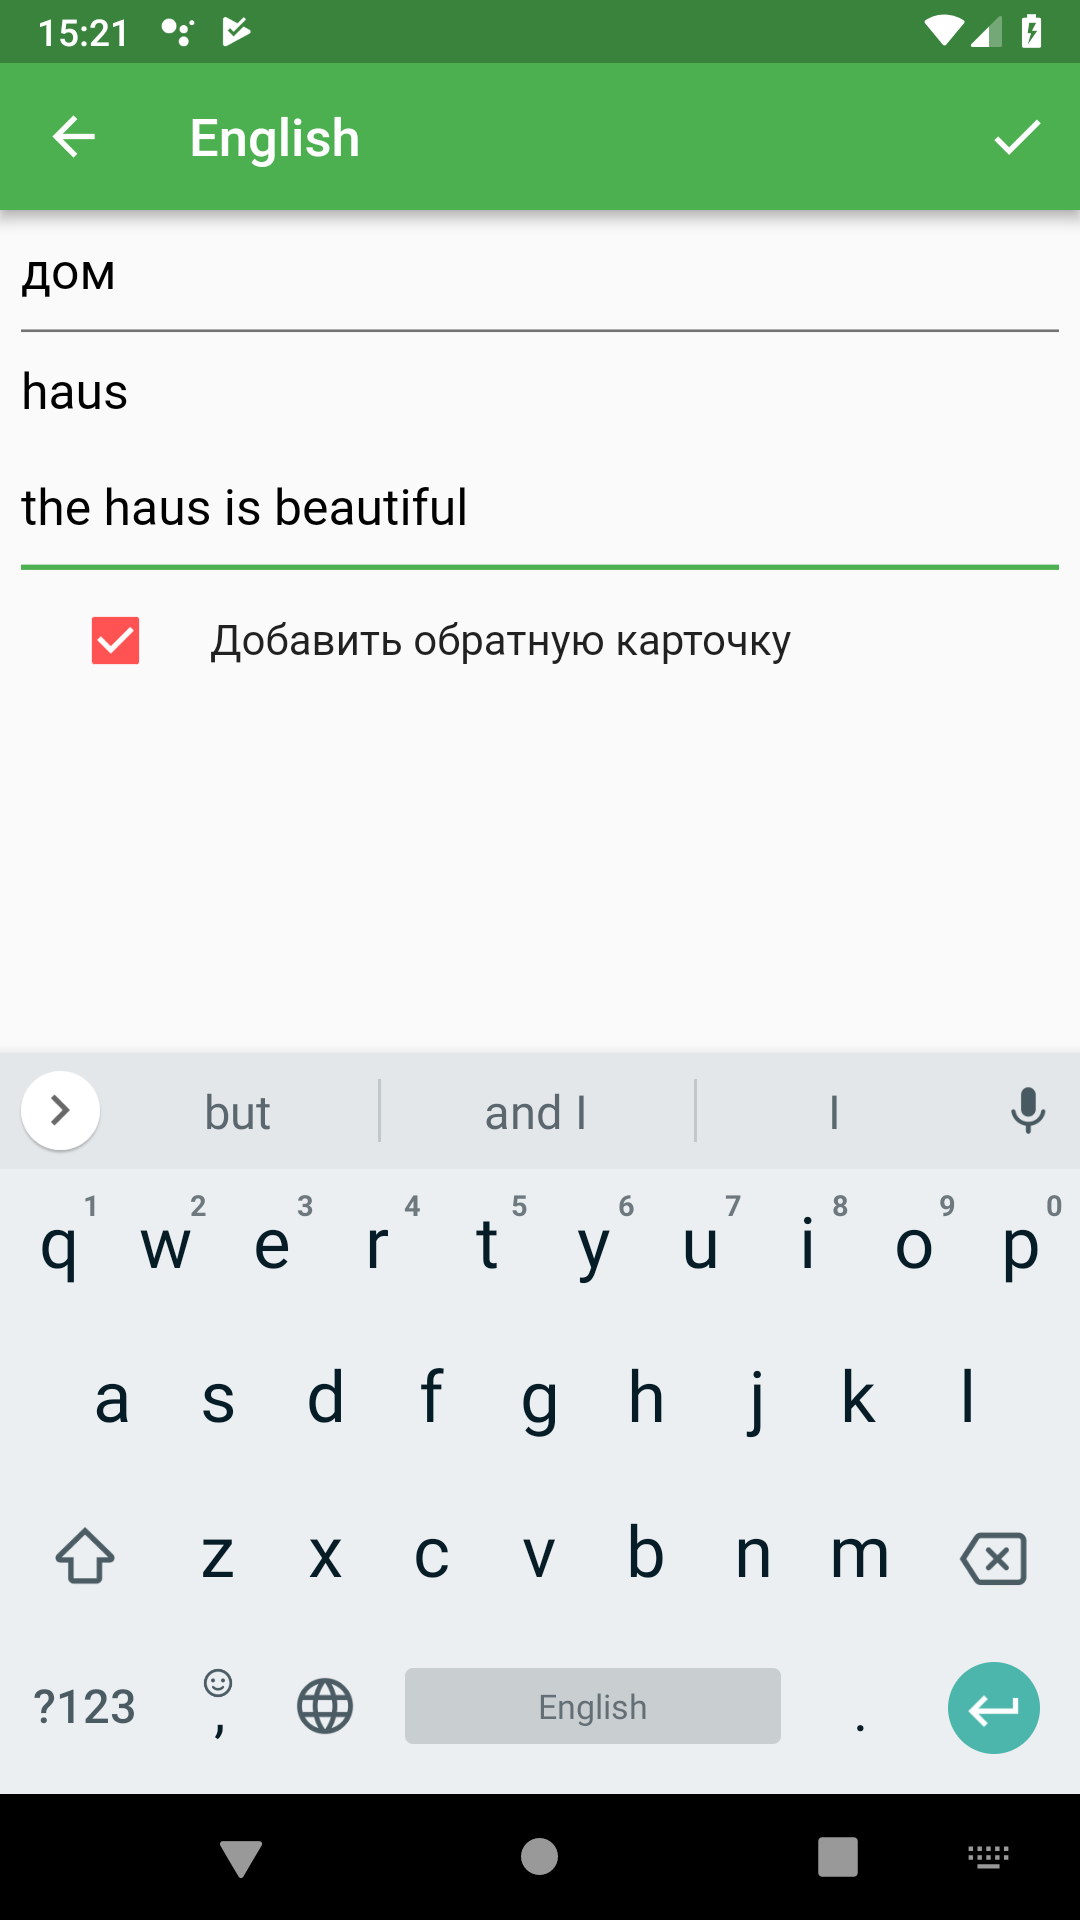 15:21
English
дом
haus
the haus is beautiful
Добавить обратную карточку
but and I I
1 2 3 4 5 6 7 8 9 0
q w e r t y u i o p
a s d f g h j k l
z x c v b n m
?123 , English .